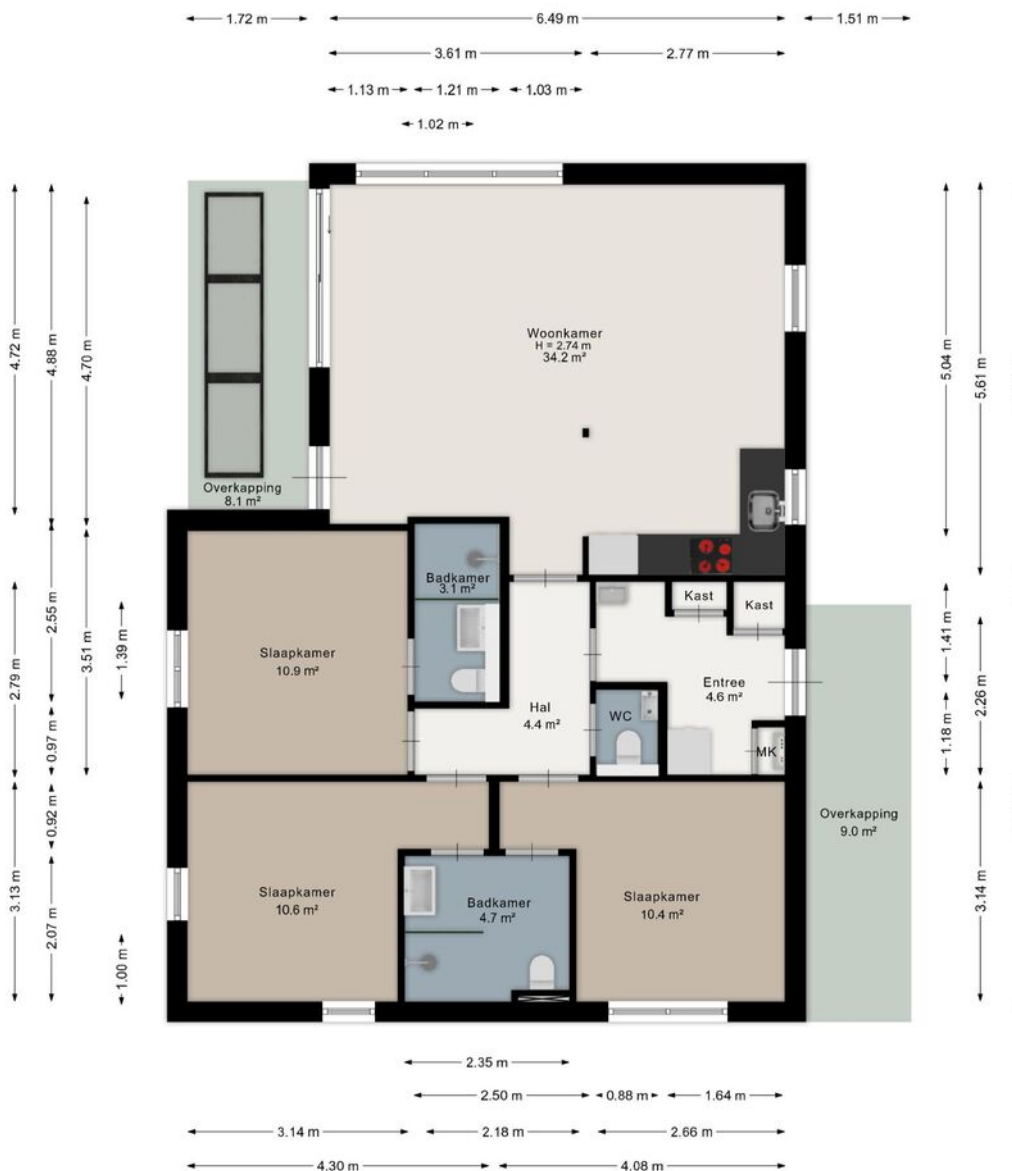 1.72 m
6.49 m
1.51 m
3.61 m
2.77 m
1.13 m
1.21 m
1.03 m
1.02 m
4.72 m
4.88 m
4.70 m
5.04 m
5.61 m
Woonkamer
H = 2.74 m
34.2 m²
Overkapping
8.1 m²
2.79 m
2.55 m
3.51 m
1.39 m
0.97 m
Slaapkamer
10.9 m²
Badkamer
3.1 m²
Hal
4.4 m²
WC
Kast
Kast
Entree
4.6 m²
MK
1.41 m
1.18 m
2.26 m
3.13 m
0.92 m
2.07 m
1.00 m
Slaapkamer
10.6 m²
Badkamer
4.7 m²
Slaapkamer
10.4 m²
Overkapping
9.0 m²
3.14 m
2.35 m
2.50 m
0.88 m
1.64 m
3.14 m
2.18 m
2.66 m
4.30 m
4.08 m